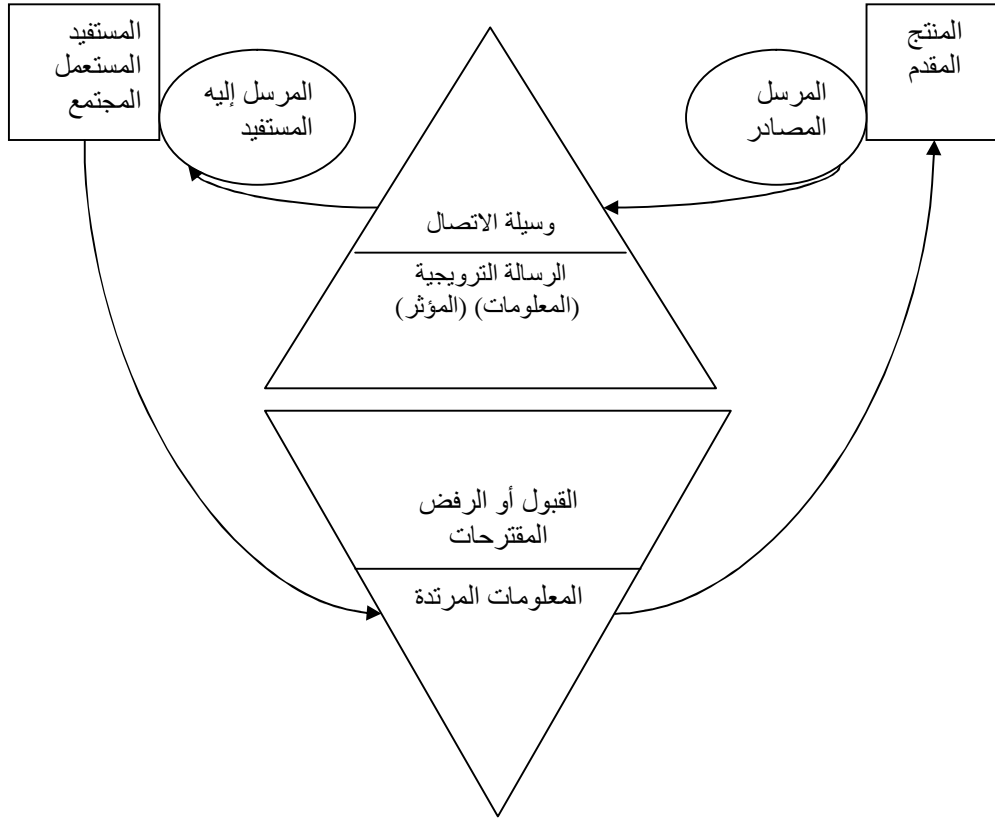 المنتج
المقدم
المرسل
المصادر
المرسل إليه
المستفيد
المستفيد
المستعمل
المجتمع
وسيلة الاتصال
الرسالة الترويجية
(المعلومات) (المؤثر)
القبول أو الرفض
المقترحات
المعلومات المرتدة